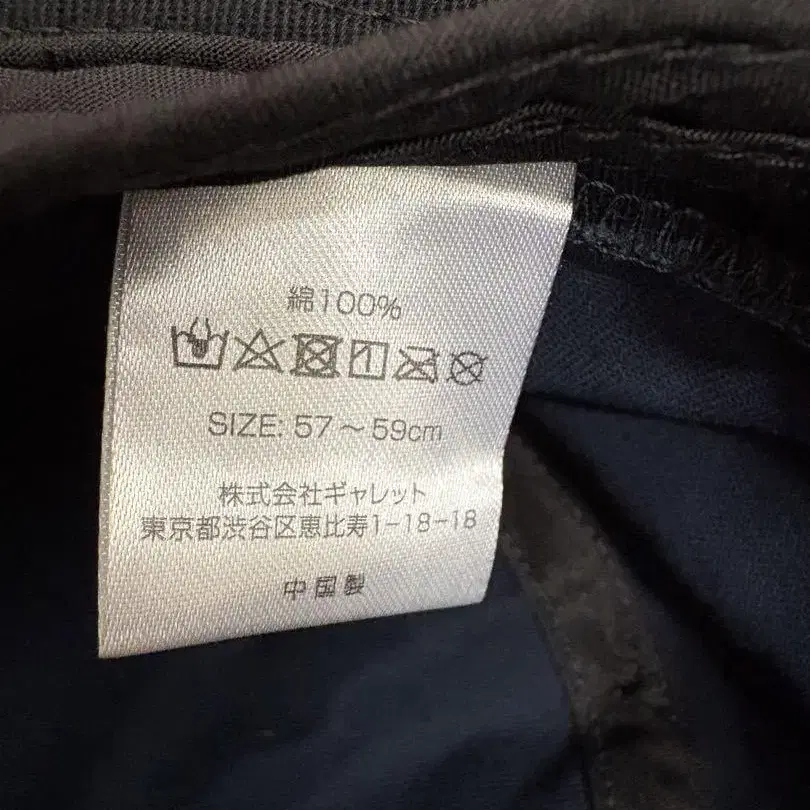 綿100%
SIZE: 57〜59cm
株式会社ギャレット
東京都渋谷区恵比寿1-18-18
中国製